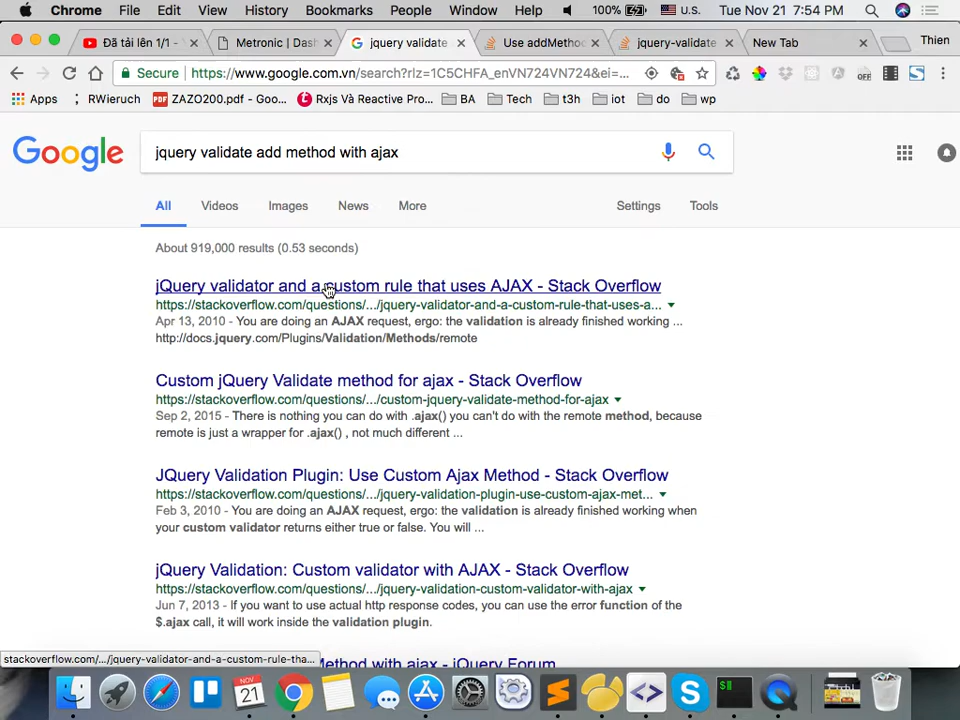 Chrome File Edit View History Bookmarks People Window Help 100% U.S. Tue Nov 21 7:54 PM
Đã tải lên 1/1 - Metronic | Dash jquery validate Use addMetho jquery-validate New Tab Thien
Secure https://www.google.com.vn/search?rlz=1C5CHFA_enVN724VN724&ei=... OFF
Apps RWieruch PDF ZAZO200.pdf - Goo... Rxjs Và Reactive Pro... BA Tech t3h iot do wp
Google jquery validate add method with ajax
All Videos Images News More Settings Tools
About 919,000 results (0.53 seconds)
jQuery validator and a custom rule that uses AJAX - Stack Overflow
https://stackoverflow.com/questions/.../jquery-validator-and-a-custom-rule-that-uses-a...
Apr 13, 2010 - You are doing an AJAX request, ergo: the validation is already finished working ...
http://docs.jquery.com/Plugins/Validation/Methods/remote
Custom jQuery Validate method for ajax - Stack Overflow
https://stackoverflow.com/questions/.../custom-jquery-validate-method-for-ajax
Sep 2, 2015 - There is nothing you can do with .ajax() you can't do with the remote method, because
remote is just a wrapper for .ajax() , not much different ...
JQuery Validation Plugin: Use Custom Ajax Method - Stack Overflow
https://stackoverflow.com/questions/.../jquery-validation-plugin-use-custom-ajax-met...
Feb 3, 2010 - You are doing an AJAX request, ergo: the validation is already finished working when
your custom validator returns either true or false. You will ...
jQuery Validation: Custom validator with AJAX - Stack Overflow
https://stackoverflow.com/questions/.../jquery-validation-custom-validator-with-ajax
Jun 7, 2013 - If you want to use actual http response codes, you can use the error function of the
$.ajax call, it will work inside the validation plugin.
Method with ajax - jQuery Forum
stackoverflow.com/.../jquery-validator-and-a-custom-rule-tha...
NOV
21